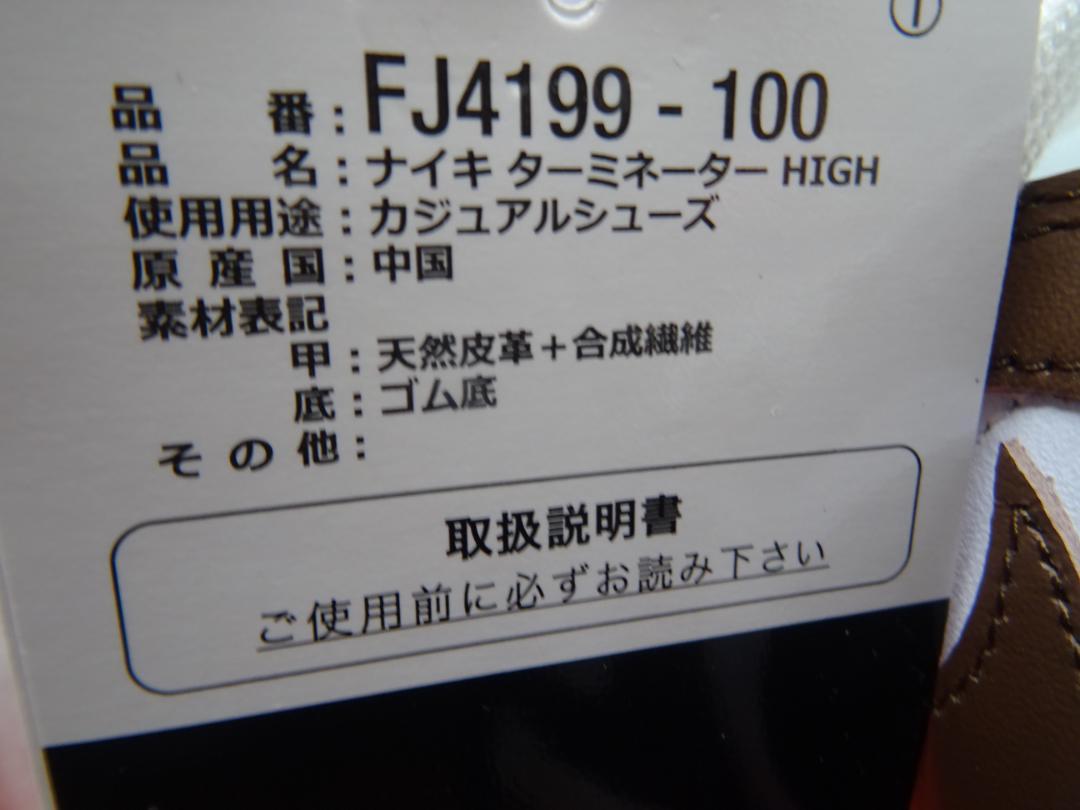 ①
品番：FJ4199 - 100
品名：ナイキ ターミネーター HIGH
使用用途：カジュアルシューズ
原産国：中国
素材表記
甲：天然皮革＋合成繊維
底：ゴム底
その他：
取扱説明書
ご使用前に必ずお読み下さい